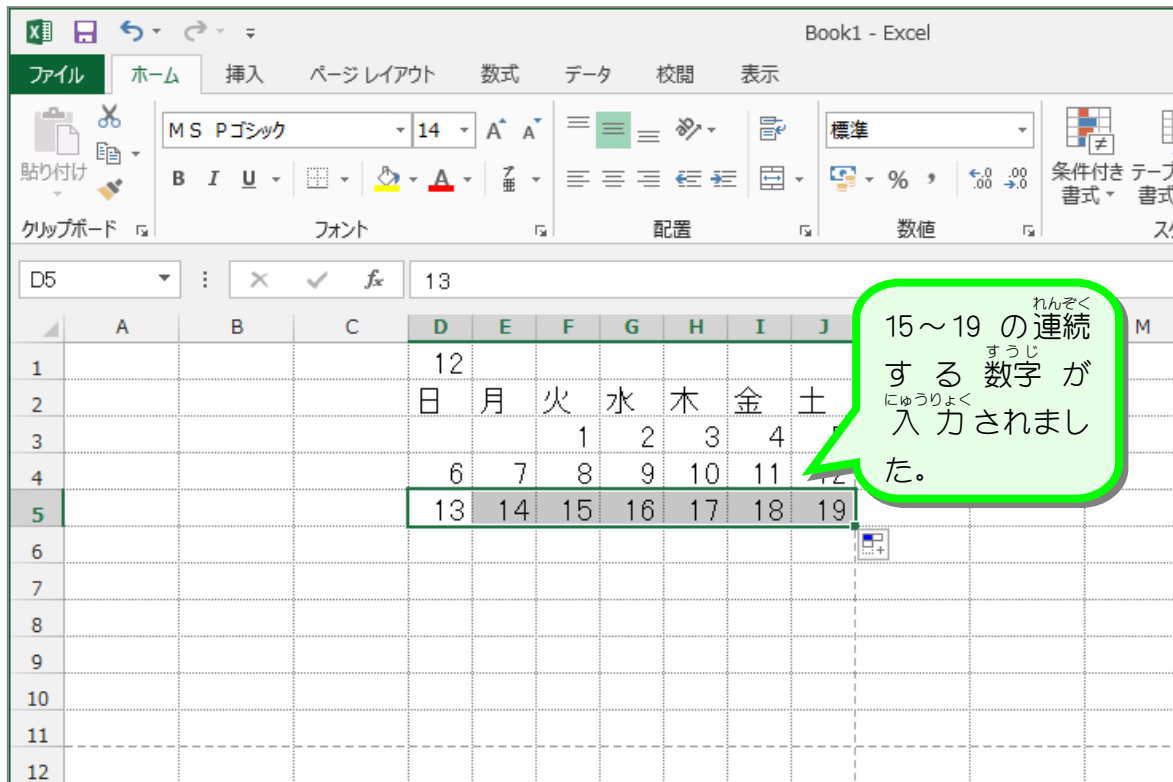 Book1 - Excel
ファイル ホーム 挿入 ページ レイアウト 数式 データ 校閲 表示
貼り付け
MS Pゴシック 14
B I U
標準
条件付き
書式
クリップボード フォント 配置 数値
D5 13
A B C D E F G H I J M
1 12
2 日 月 火 水 木 金 土
3 1 2 3 4
4 6 7 8 9 10 11 12
5 13 14 15 16 17 18 19
6
7
8
9
10
11
12
れんぞく
15～19 の連続
すうじ
する数字が
にゅうりょく
入力されまし
た。